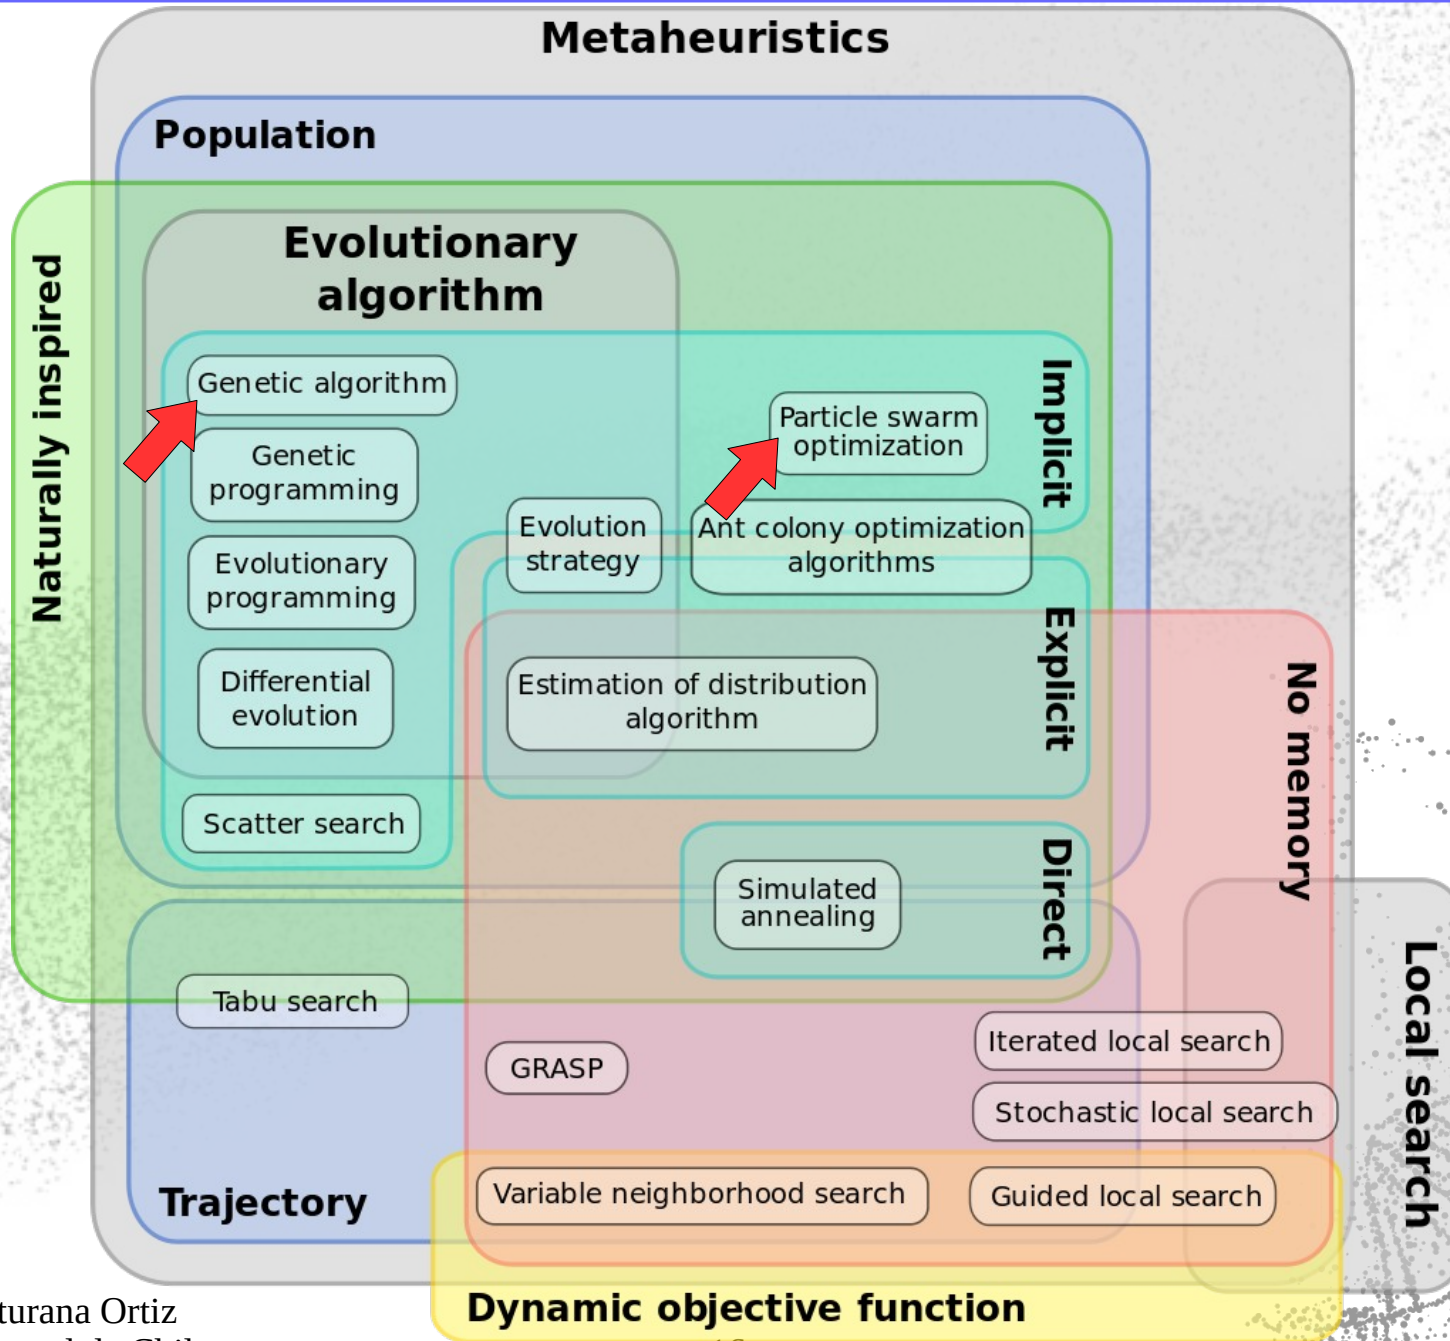 Metaheuristics
Population
Naturally inspired
Evolutionary
algorithm
Implicit
Genetic algorithm
Particle swarm
optimization
Genetic
programming
Evolution
strategy
Ant colony optimization
algorithms
Evolutionary
programming
Explicit
No memory
Differential
evolution
Estimation of distribution
algorithm
Scatter search
Direct
Simulated
annealing
Local search
Tabu search
Iterated local search
GRASP
Stochastic local search
Trajectory
Variable neighborhood search
Guided local search
Dynamic objective function
turana Ortiz